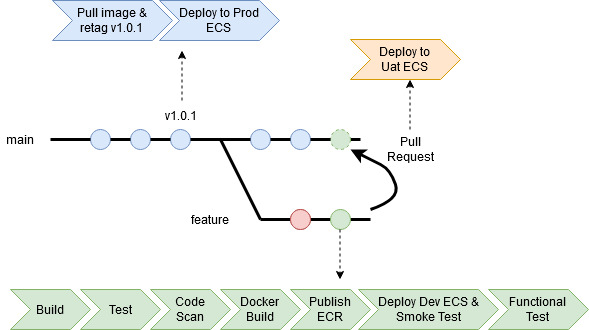 Pull image &
retag v1.0.1
Deploy to Prod
ECS
Deploy to
Uat ECS
v1.0.1
main
Pull
Request
feature
Build
Test
Code
Scan
Docker
Build
Publish
ECR
Deploy Dev ECS &
Smoke Test
Functional
Test